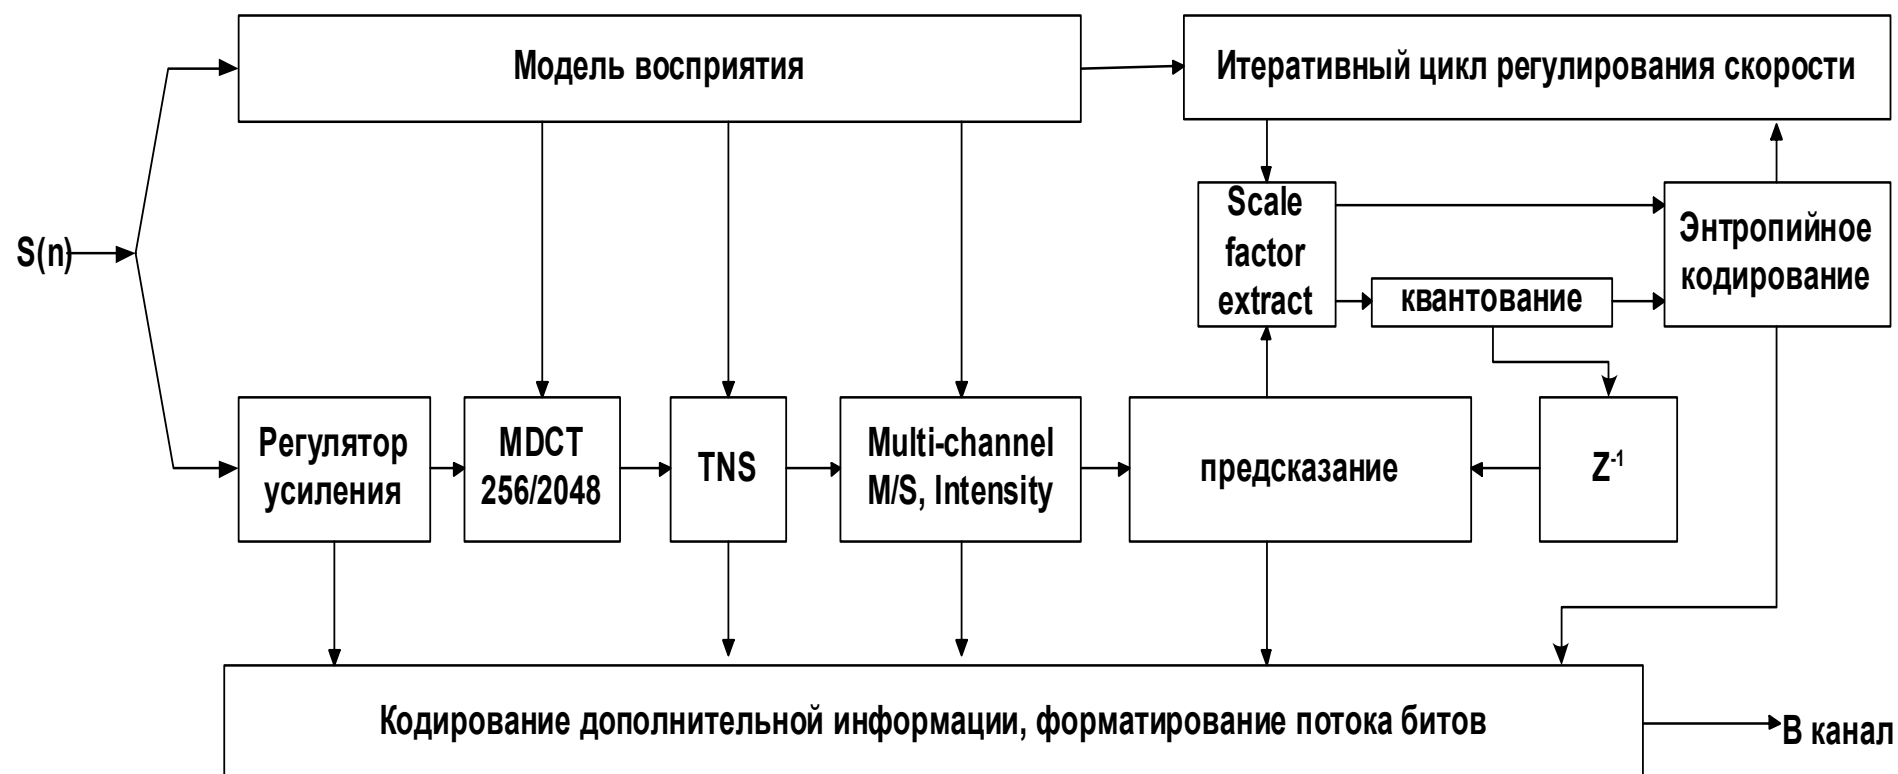 Модель восприятия
Итеративный цикл регулирования скорости
S(n)
Scale
factor
extract
Энтропийное
кодирование
квантование
Регулятор
усиления
MDCT
256/2048
TNS
Multi-channel
M/S, Intensity
предсказание
Z⁻¹
Кодирование дополнительной информации, форматирование потока битов
В канал